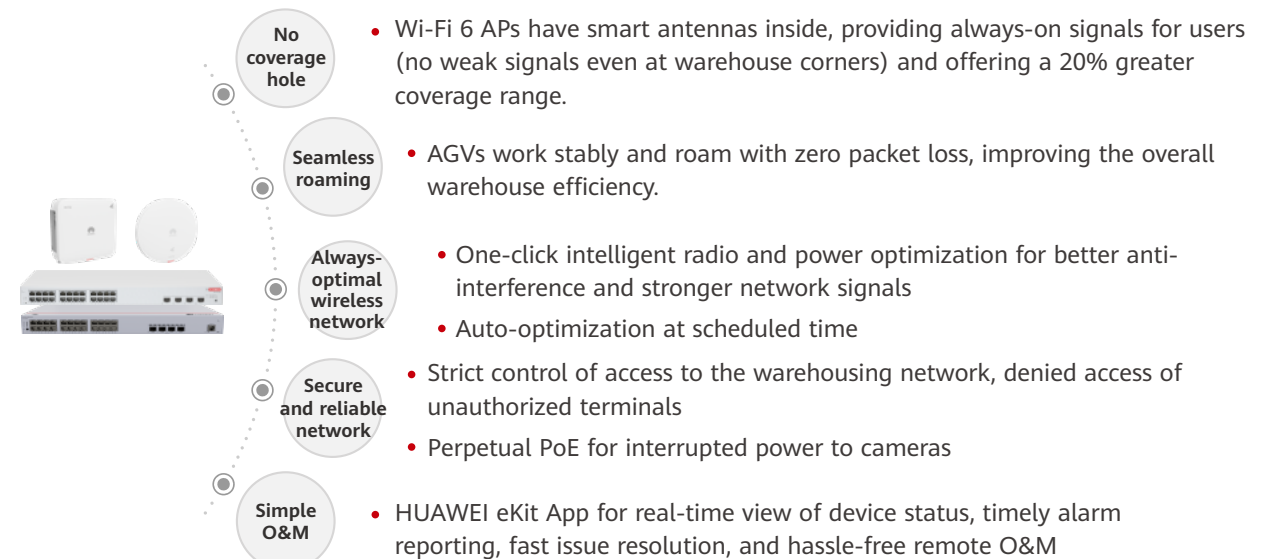 No
coverage
hole
• Wi-Fi 6 APs have smart antennas inside, providing always-on signals for users
(no weak signals even at warehouse corners) and offering a 20% greater
coverage range.
Seamless
roaming
• AGVs work stably and roam with zero packet loss, improving the overall
warehouse efficiency.
Always-
optimal
wireless
network
• One-click intelligent radio and power optimization for better anti-
interference and stronger network signals
• Auto-optimization at scheduled time
Secure
and reliable
network
• Strict control of access to the warehousing network, denied access of
unauthorized terminals
• Perpetual PoE for interrupted power to cameras
Simple
O&M
• HUAWEI eKit App for real-time view of device status, timely alarm
reporting, fast issue resolution, and hassle-free remote O&M